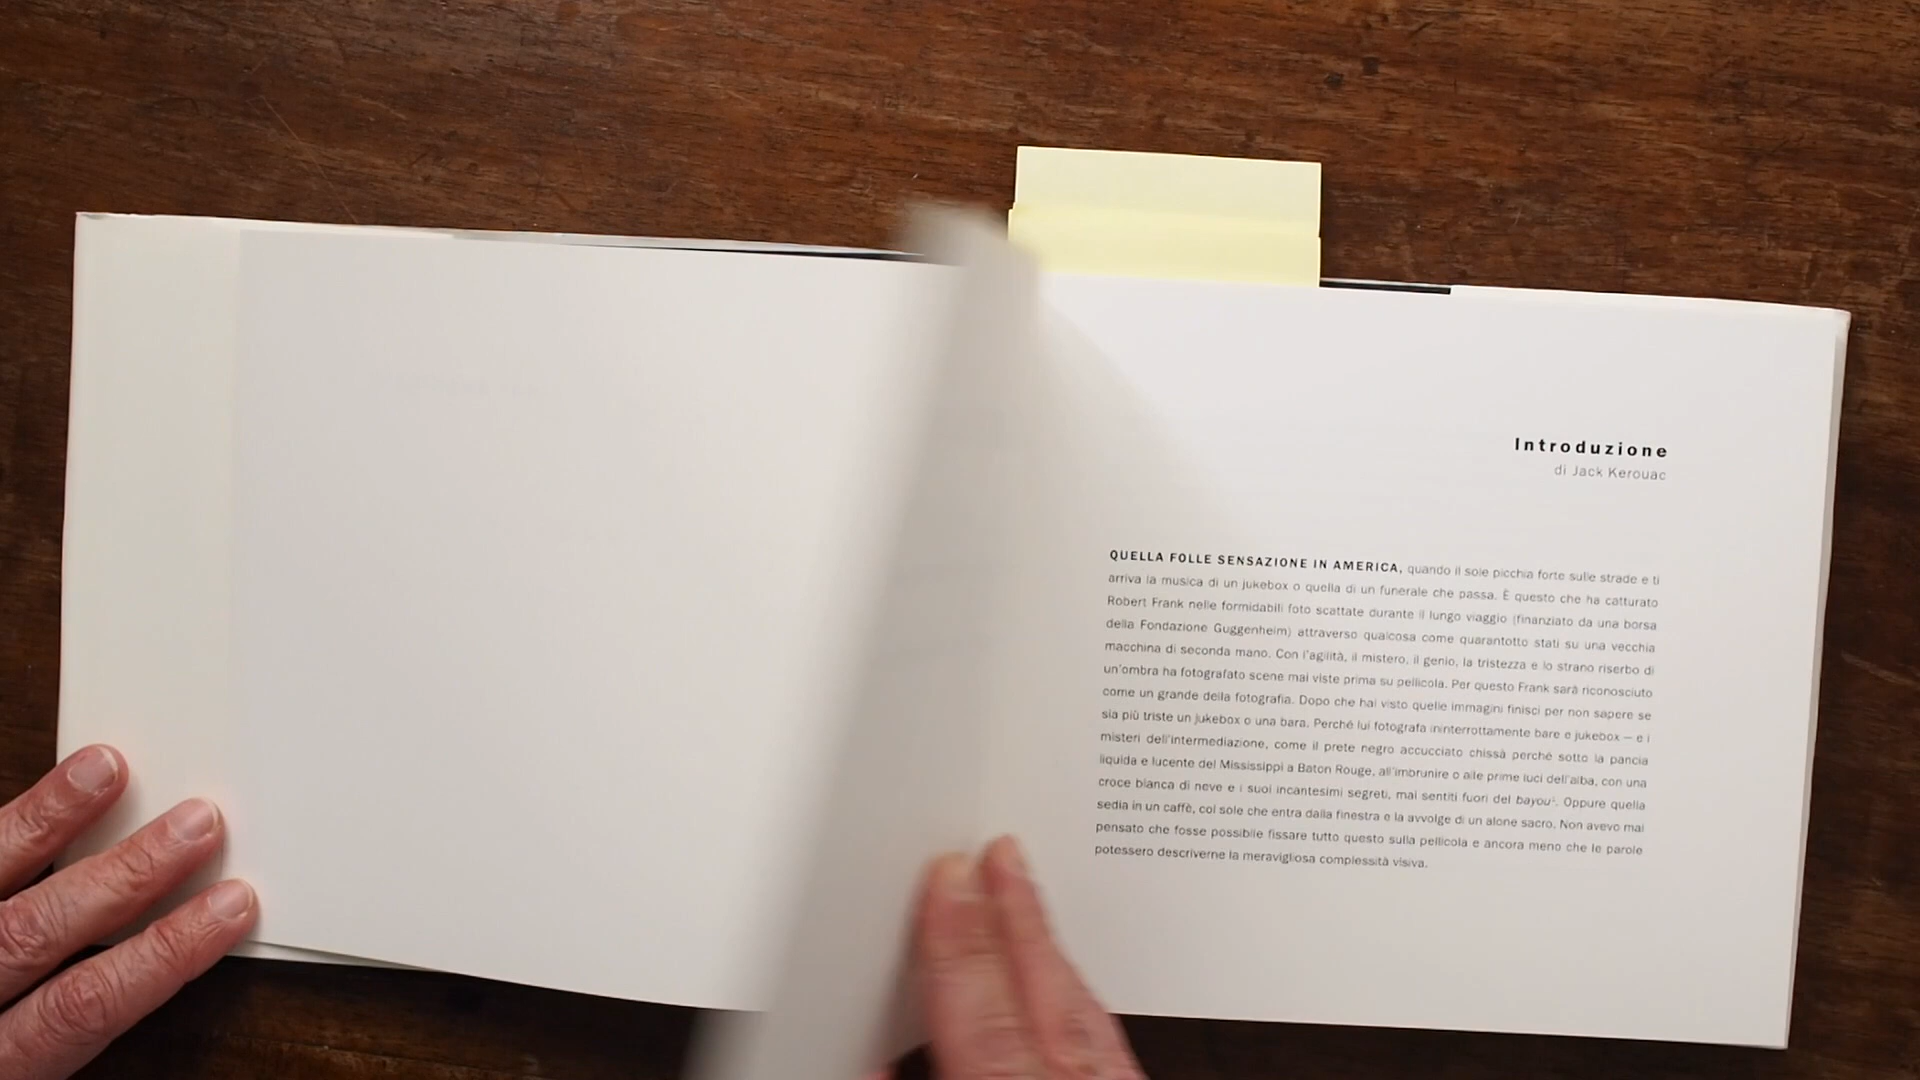 Introduzione
di Jack Kerouac
QUELLA FOLLE SENSAZIONE IN AMERICA, quando il sole picchia forte sulle strade e ti
arriva la musica di un jukebox o quella di un funerale che passa. È questo che ha catturato
Robert Frank nelle formidabili foto scattate durante il lungo viaggio (finanziato da una borsa
della Fondazione Guggenheim) attraverso qualcosa come quarantotto stati su una vecchia
macchina di seconda mano. Con l'agilità, il mistero, il genio, la tristezza e lo strano riserbo di
un'ombra ha fotografato scene mai viste prima su pellicola. Per questo Frank sarà riconosciuto
come un grande della fotografia. Dopo che hai visto quelle immagini finisci per non sapere se
sia più triste un jukebox o una bara. Perché lui fotografa ininterrottamente bare e jukebox — e i
misteri dell'intermediazione, come il prete negro accucciato chissà perché sotto la pancia
liquida e lucente del Mississippi a Baton Rouge, all'imbrunire o alle prime luci dell'alba, con una
croce bianca di neve e i suoi incantesimi segreti, mai sentiti fuori del bayou¹. Oppure quella
sedia in un caffè, col sole che entra dalla finestra e la avvolge di un alone sacro. Non avevo mai
pensato che fosse possibile fissare tutto questo sulla pellicola e ancora meno che le parole
potessero descriverne la meravigliosa complessità visiva.